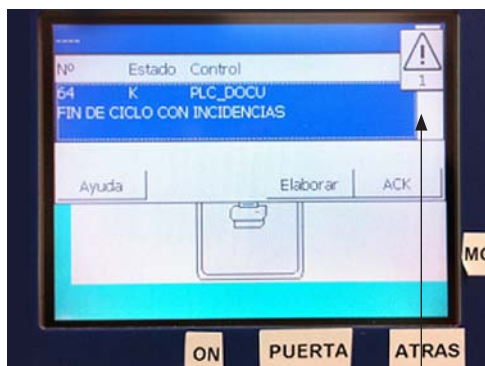 ----
Nº Estado Control
1
64 K PLC_DOCU
FIN DE CICLO CON INCIDENCIAS
Ayuda Elaborar ACK
MO
ON PUERTA ATRAS